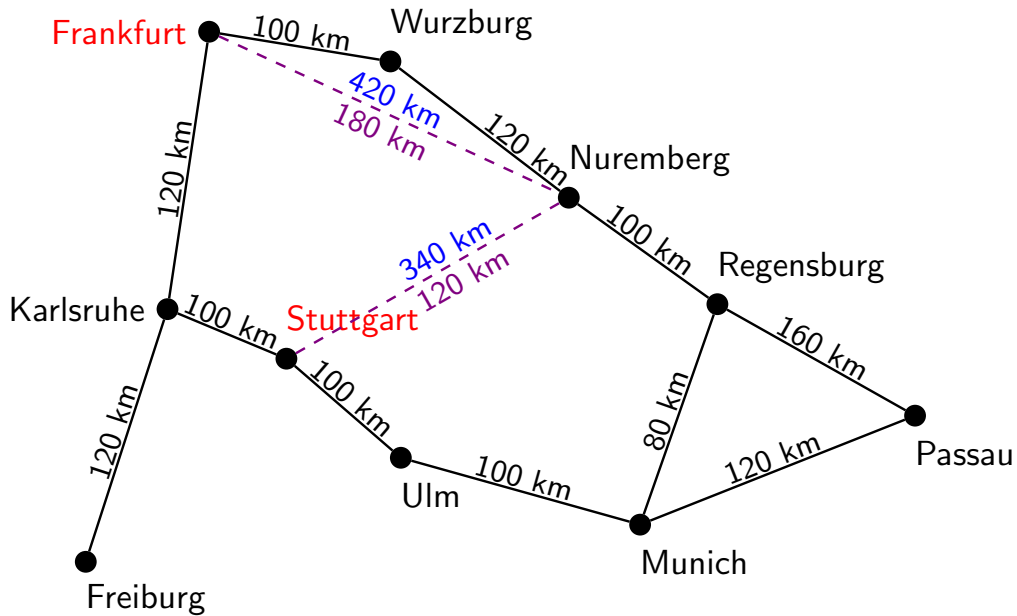 Frankfurt
100 km
Wurzburg
420 km
180 km
120 km
120 km
Nuremberg
100 km
340 km
120 km
Regensburg
Karlsruhe
100 km
Stuttgart
160 km
100 km
80 km
120 km
120 km
Passau
100 km
Ulm
Munich
Freiburg